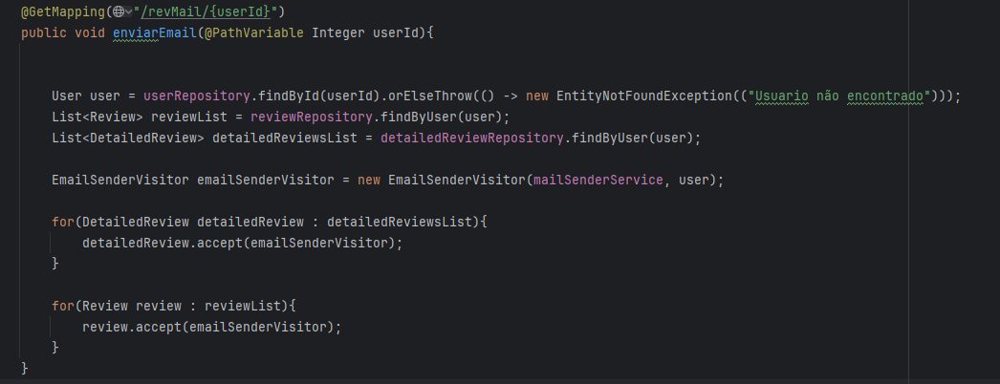 @GetMapping("/revMail/{userId}")
public void enviarEmail(@PathVariable Integer userId){
User user = userRepository.findById(userId).orElseThrow(() -> new EntityNotFoundException(("Usuario não encontrado")));
List<Review> reviewList = reviewRepository.findByUser(user);
List<DetailedReview> detailedReviewsList = detailedReviewRepository.findByUser(user);
EmailSenderVisitor emailSenderVisitor = new EmailSenderVisitor(mailSenderService, user);
for(DetailedReview detailedReview : detailedReviewsList){
detailedReview.accept(emailSenderVisitor);
}
for(Review review : reviewList){
review.accept(emailSenderVisitor);
}
}